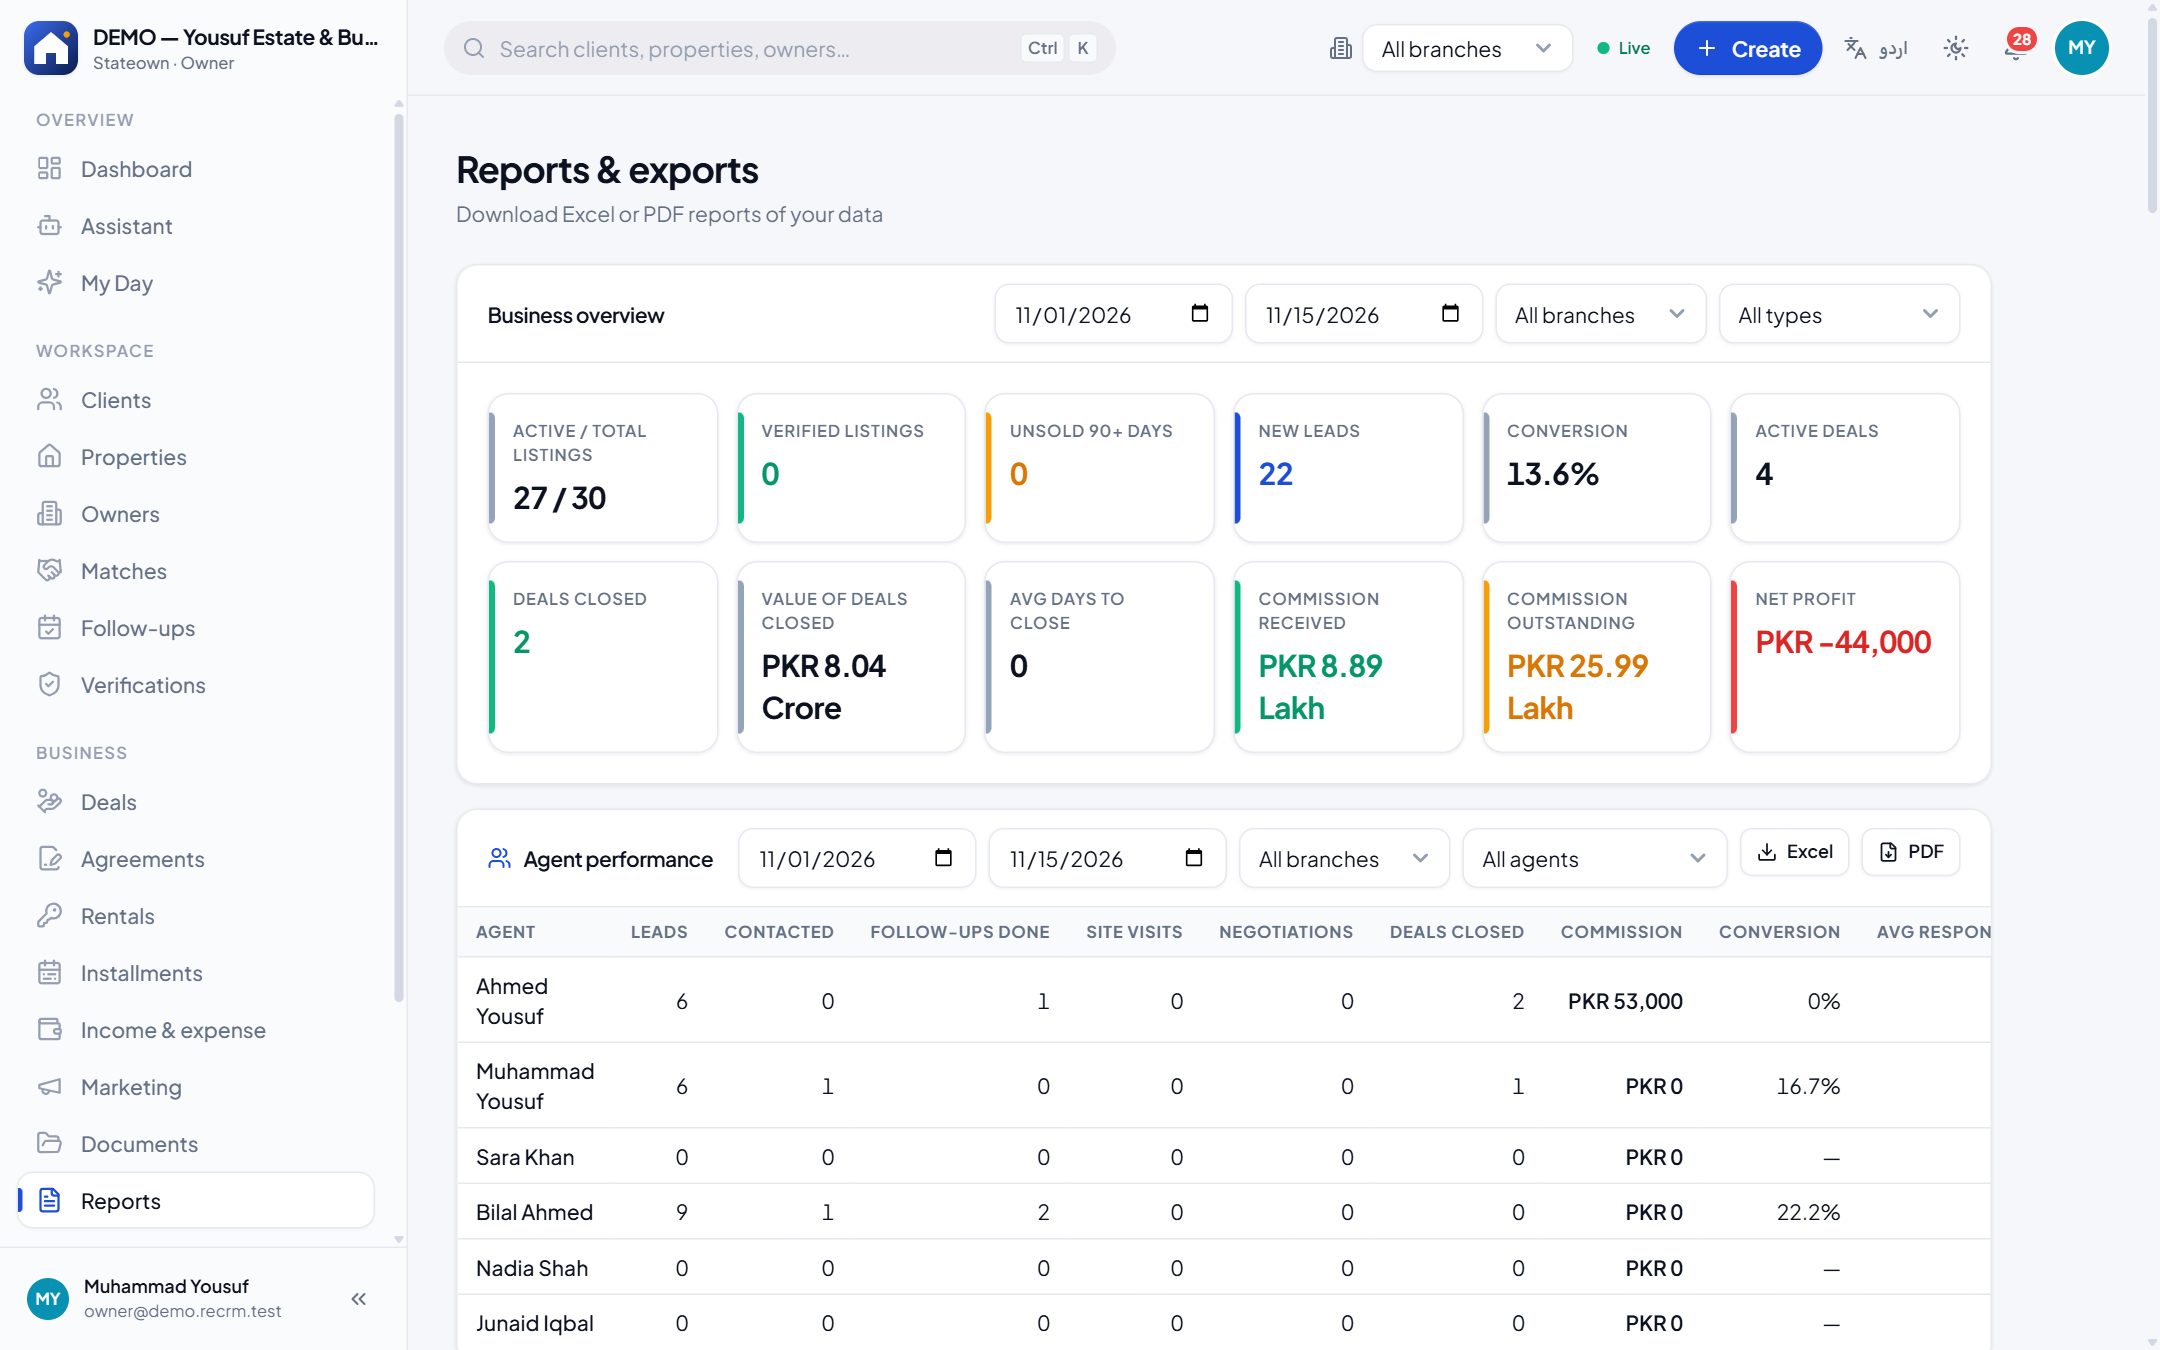 DEMO — Yousuf Estate & Bu...
Stateown · Owner
Search clients, properties, owners...
Ctrl K
All branches
Live
+ Create
اردو
28
MY
OVERVIEW
Dashboard
Assistant
My Day
WORKSPACE
Clients
Properties
Owners
Matches
Follow-ups
Verifications
BUSINESS
Deals
Agreements
Rentals
Installments
Income & expense
Marketing
Documents
Reports
MY
Muhammad Yousuf
owner@demo.recrm.test
Reports & exports
Download Excel or PDF reports of your data
Business overview
11/01/2026
11/15/2026
All branches
All types
ACTIVE / TOTAL
LISTINGS
27 / 30
VERIFIED LISTINGS
0
UNSOLD 90+ DAYS
0
NEW LEADS
22
CONVERSION
13.6%
ACTIVE DEALS
4
DEALS CLOSED
2
VALUE OF DEALS
CLOSED
PKR 8.04
Crore
AVG DAYS TO
CLOSE
0
COMMISSION
RECEIVED
PKR 8.89
Lakh
COMMISSION
OUTSTANDING
PKR 25.99
Lakh
NET PROFIT
PKR -44,000
Agent performance
11/01/2026
11/15/2026
All branches
All agents
Excel
PDF
AGENT LEADS CONTACTED FOLLOW-UPS DONE SITE VISITS NEGOTIATIONS DEALS CLOSED COMMISSION CONVERSION AVG RESPON
Ahmed
Yousuf
6 0 1 0 0 2 PKR 53,000 0%
Muhammad
Yousuf
6 1 0 0 0 1 PKR 0 16.7%
Sara Khan 0 0 0 0 0 0 PKR 0 —
Bilal Ahmed 9 1 2 0 0 0 PKR 0 22.2%
Nadia Shah 0 0 0 0 0 0 PKR 0 —
Junaid Iqbal 0 0 0 0 0 0 PKR 0 —